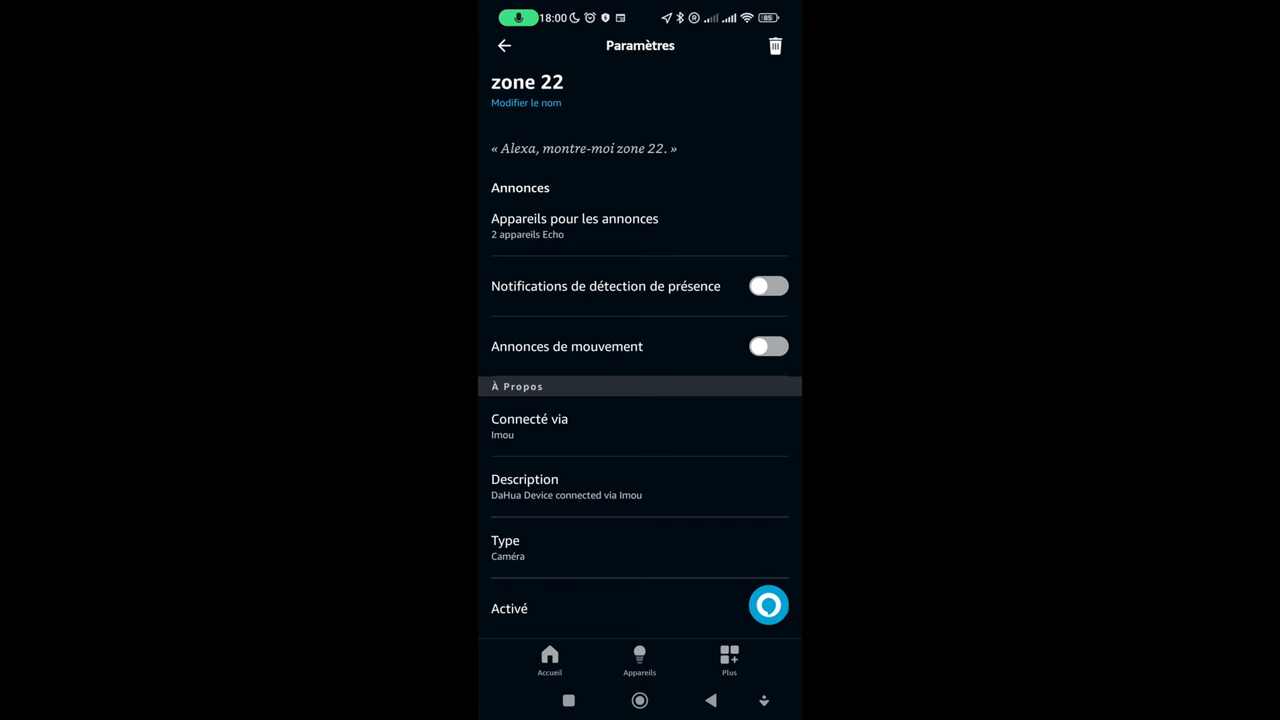 18:00 85
Paramètres
zone 22
Modifier le nom
« Alexa, montre-moi zone 22. »
Annonces
Appareils pour les annonces
2 appareils Echo
Notifications de détection de présence
Annonces de mouvement
À Propos
Connecté via
Imou
Description
DaHua Device connected via Imou
Type
Caméra
Activé
Accueil Appareils Plus